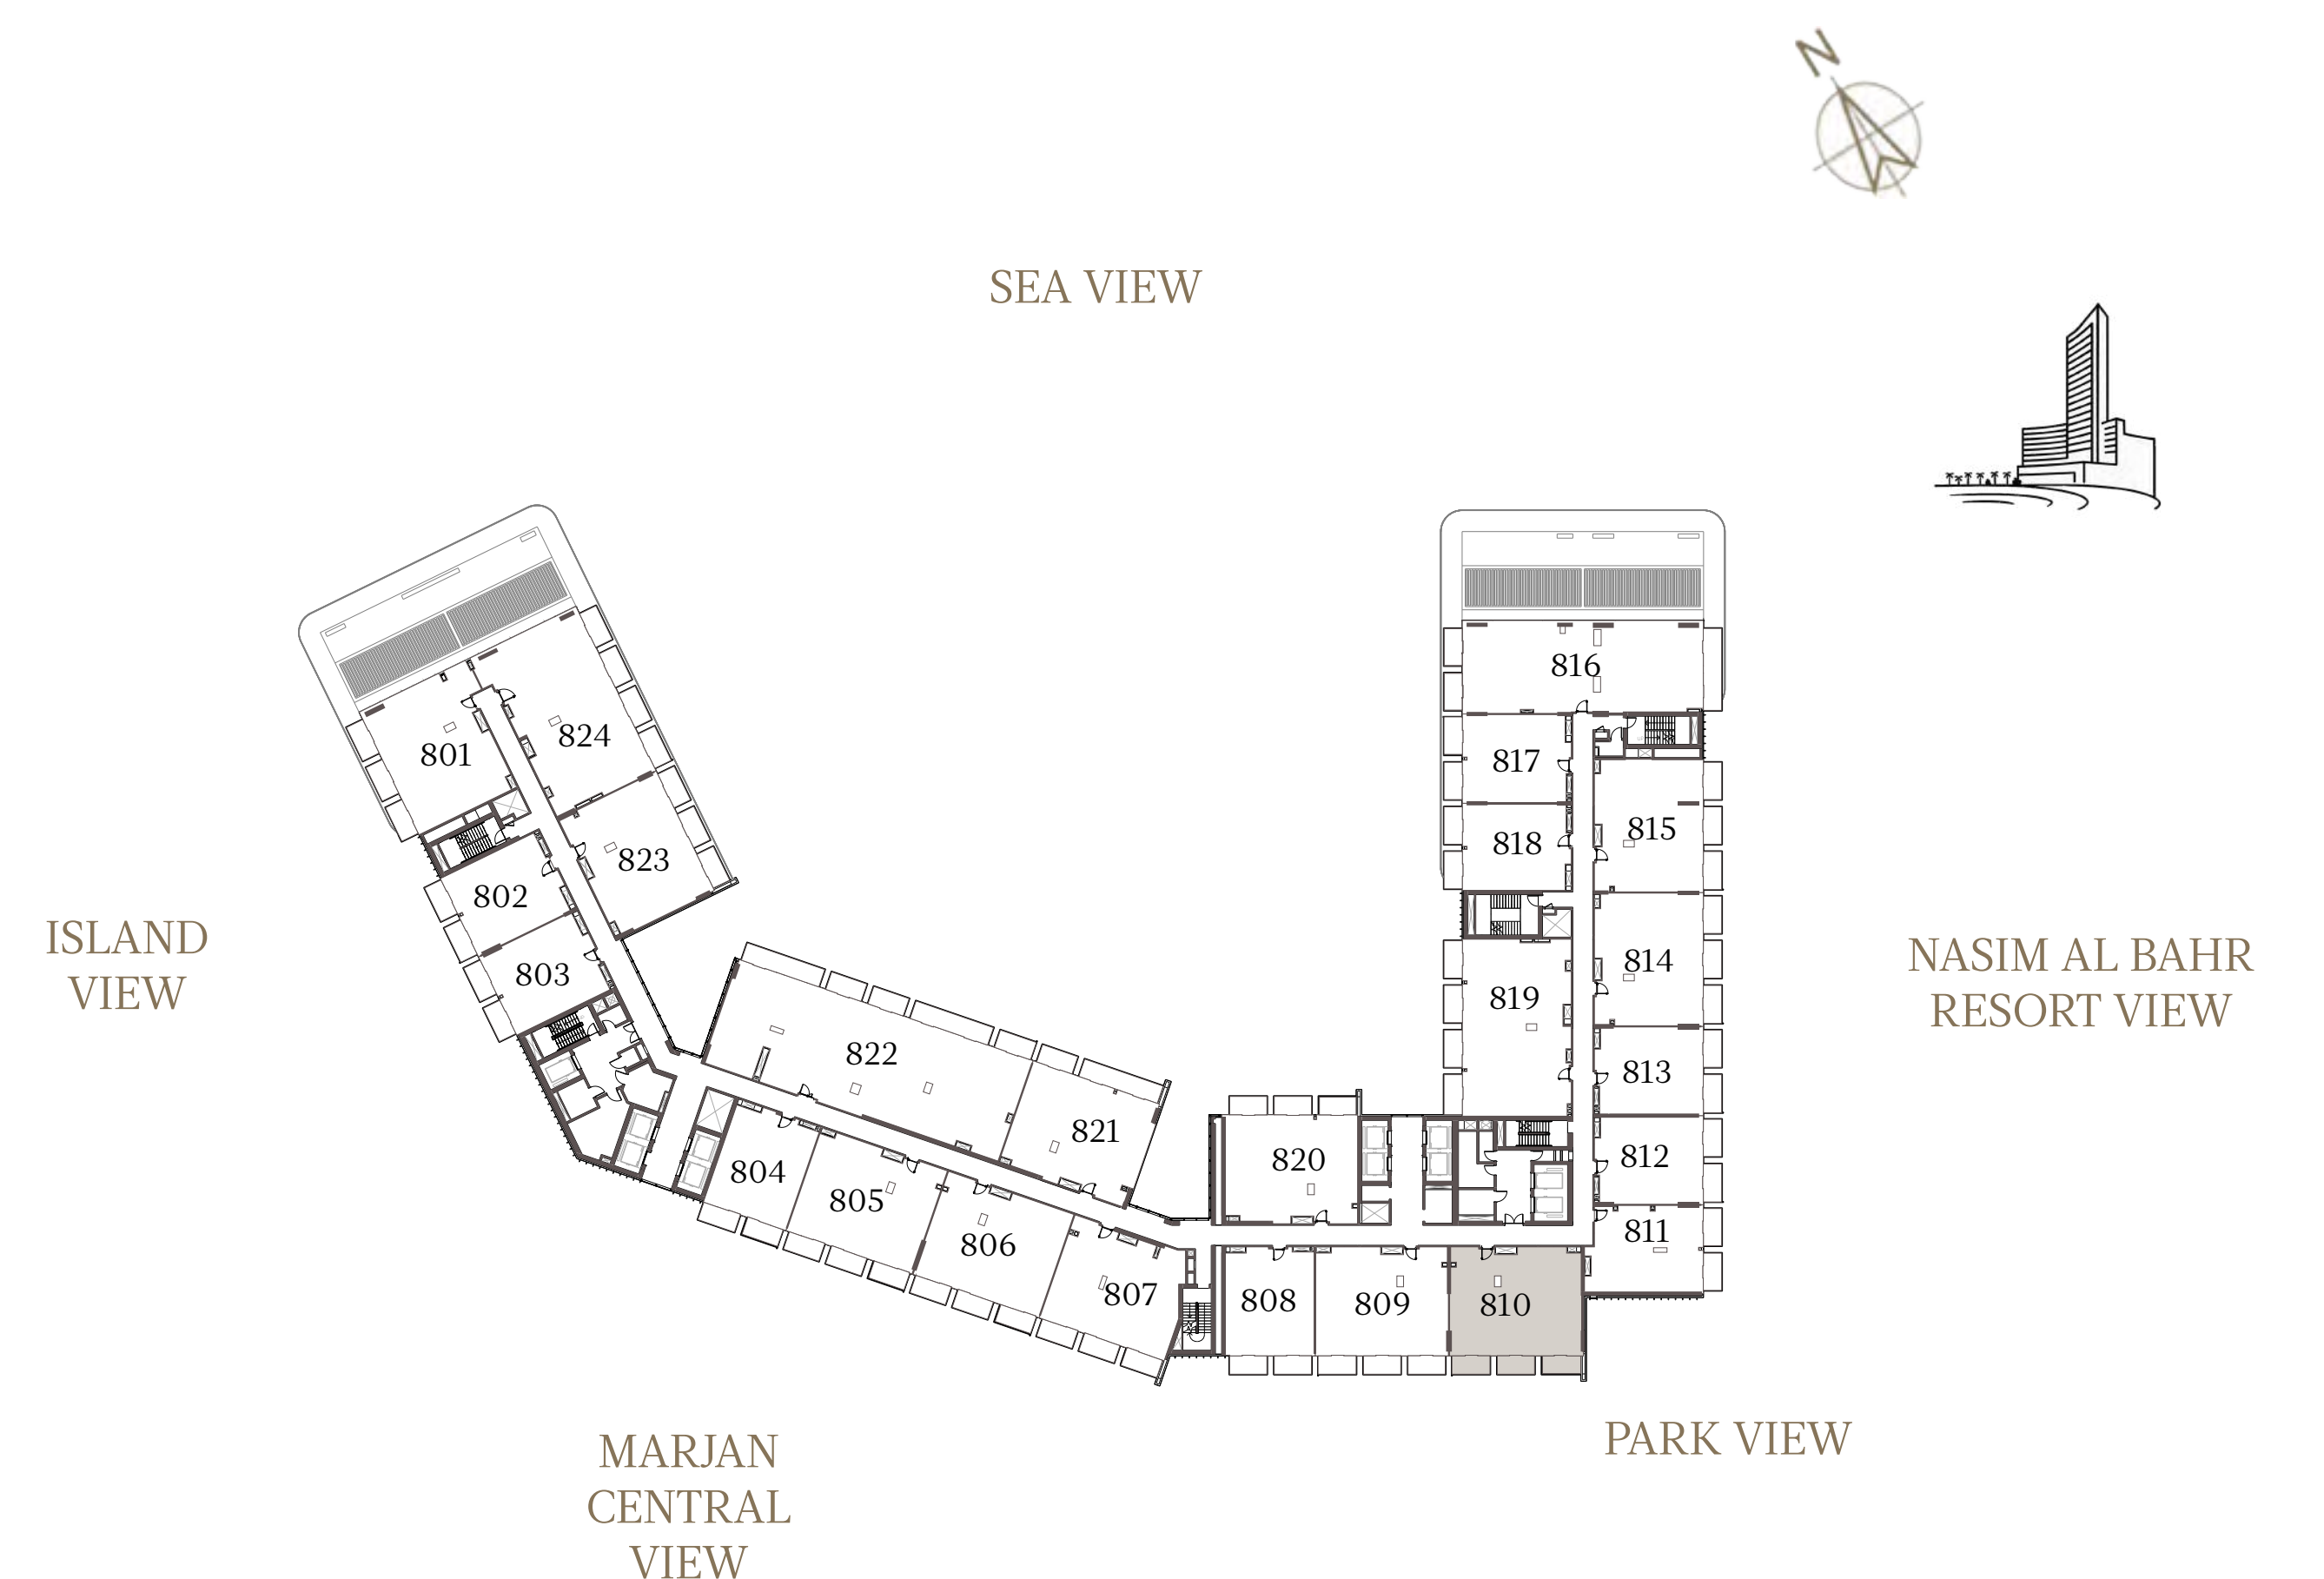 N
SEA VIEW
ISLAND
VIEW
NASIM AL BAHR
RESORT VIEW
MARJAN
CENTRAL
VIEW
PARK VIEW
801
802
803
804
805
806
807
808
809
810
811
812
813
814
815
816
817
818
819
820
821
822
823
824